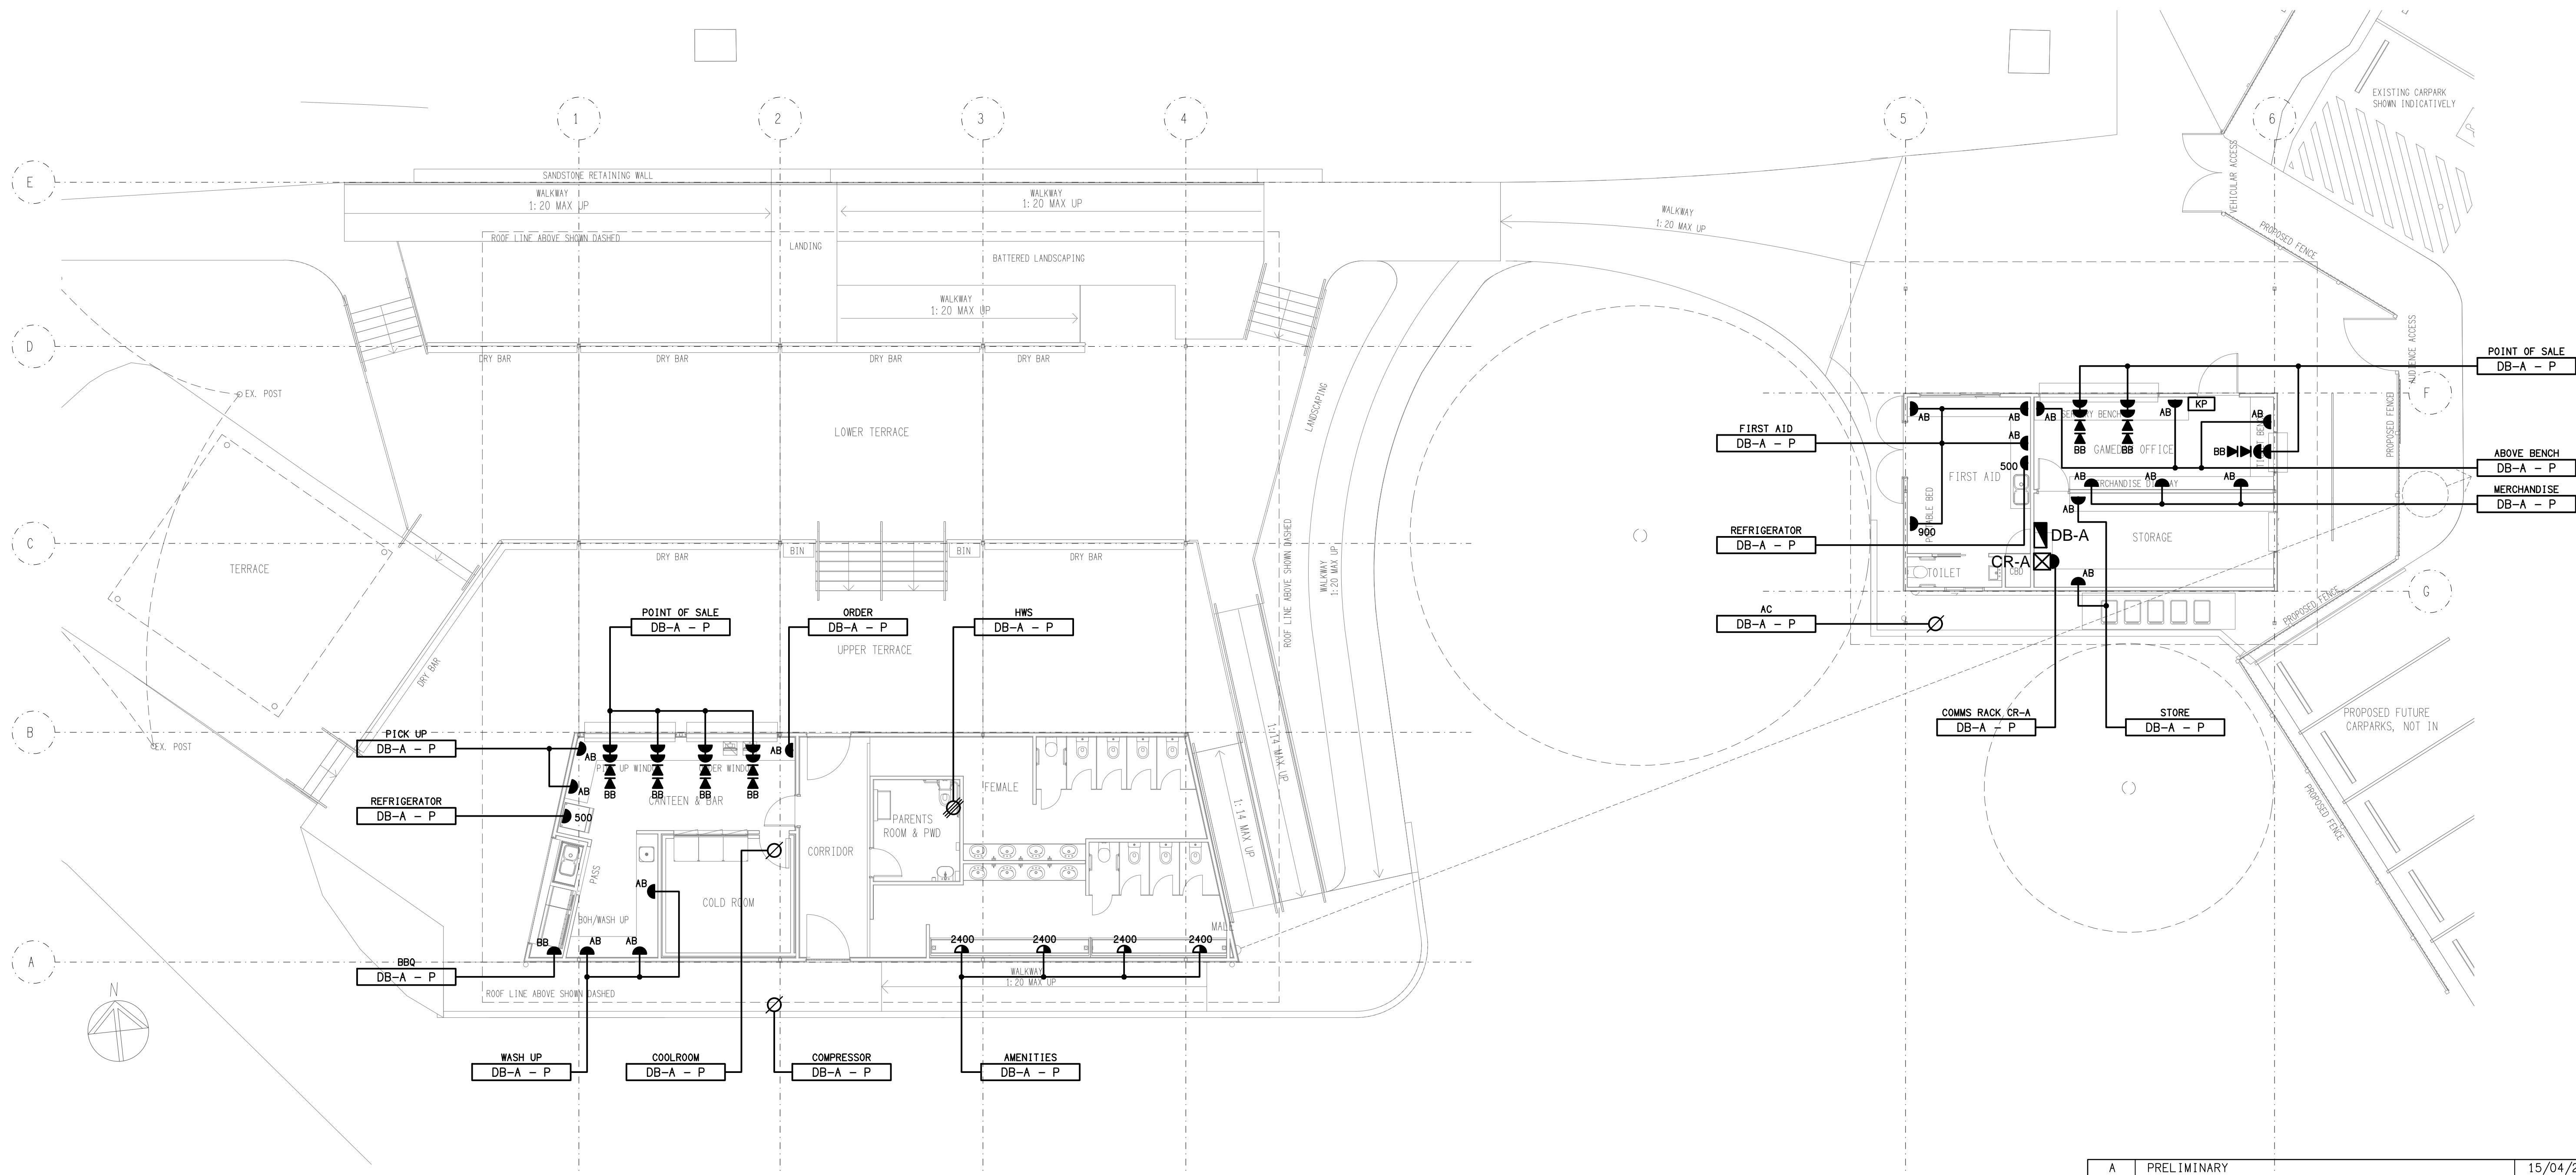 1
2
3
4
5
6
EXISTING CARPARK
SHOWN INDICATIVELY
E
SANDSTONE RETAINING WALL
WALKWAY
1:20 MAX UP
WALKWAY
1:20 MAX UP
WALKWAY
1:20 MAX UP
VEHICULAR ACCESS
PROPOSED FENCE
ROOF LINE ABOVE SHOWN DASHED
LANDING
BATTERED LANDSCAPING
WALKWAY
1:20 MAX UP
D
DRY BAR
DRY BAR
DRY BAR
DRY BAR
AUDIENCE ACCESS
POINT OF SALE
DB-A - P
EX. POST
LANDSCAPING
F
PROPOSED FENCE
LOWER TERRACE
FIRST AID
DB-A - P
AB
AB
AB
AB
KP
AB
AB
BB
BB
BB
GAMEDAY OFFICE
500
FIRST AID
ABOVE BENCH
DB-A - P
AB
AB
AB
MERCHANDISE DISPLAY
MERCHANDISE
DB-A - P
AB
900
REFRIGERATOR
DB-A - P
DB-A
STORAGE
CR-A
TOILET
CBD
AB
G
PROPOSED FENCE
AC
DB-A - P
C
TERRACE
DRY BAR
BIN
BIN
DRY BAR
ROOF LINE ABOVE SHOWN DASHED
WALKWAY
1:20 MAX UP
POINT OF SALE
DB-A - P
ORDER
DB-A - P
HWS
DB-A - P
UPPER TERRACE
DRY BAR
COMMS RACK CR-A
DB-A - P
STORE
DB-A - P
PROPOSED FUTURE
CARPARKS, NOT IN
PROPOSED FENCE
B
EX. POST
PICK UP
DB-A - P
AB
AB
AB
BB
BB
BB
BB
CANTEEN & BAR
REFRIGERATOR
DB-A - P
500
FEMALE
PARENTS
ROOM & PWD
1:14 MAX UP
1:14 MAX UP
CORRIDOR
PASS
AB
COLD ROOM
BOH/WASH UP
MALE
BB
AB
AB
2400
2400
2400
2400
A
BBQ
DB-A - P
WALKWAY
1:20 MAX UP
ROOF LINE ABOVE SHOWN DASHED
N
WASH UP
DB-A - P
COOLROOM
DB-A - P
COMPRESSOR
DB-A - P
AMENITIES
DB-A - P
A PRELIMINARY 15/04/2